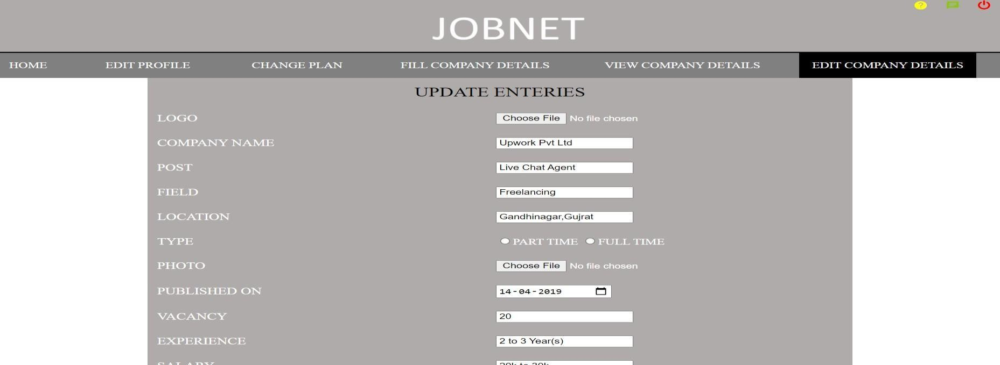 ?
JOBNET
HOME EDIT PROFILE CHANGE PLAN FILL COMPANY DETAILS VIEW COMPANY DETAILS EDIT COMPANY DETAILS
UPDATE ENTERIES
LOGO Choose File No file chosen
COMPANY NAME Upwork Pvt Ltd
POST Live Chat Agent
FIELD Freelancing
LOCATION Gandhinagar,Gujrat
TYPE PART TIME FULL TIME
PHOTO Choose File No file chosen
PUBLISHED ON 14-04-2019
VACANCY 20
EXPERIENCE 2 to 3 Year(s)
SALARY